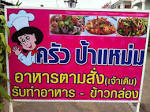 ครัว ป้าแหม่ม
อาหารตามสั่ง(เจ้าเดิม)
รับทำอาหาร - ข้าวกล่อง